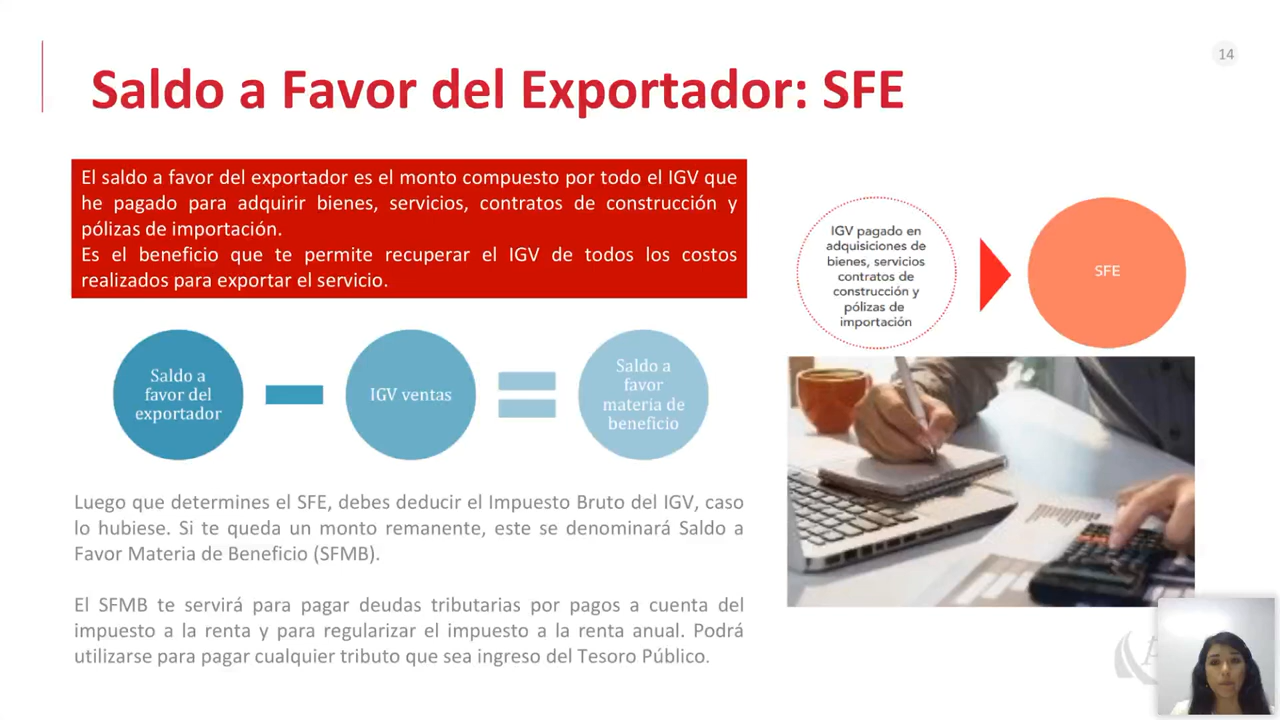 14
Saldo a Favor del Exportador: SFE
El saldo a favor del exportador es el monto compuesto por todo el IGV que
he pagado para adquirir bienes, servicios, contratos de construcción y
pólizas de importación.
Es el beneficio que te permite recuperar el IGV de todos los costos
realizados para exportar el servicio.
IGV pagado en
adquisiciones de
bienes, servicios
contratos de
construcción y
pólizas de
importación
SFE
Saldo a
favor del
exportador
IGV ventas
Saldo a
favor
materia de
beneficio
Luego que determines el SFE, debes deducir el Impuesto Bruto del IGV, caso
lo hubiese. Si te queda un monto remanente, este se denominará Saldo a
Favor Materia de Beneficio (SFMB).
El SFMB te servirá para pagar deudas tributarias por pagos a cuenta del
impuesto a la renta y para regularizar el impuesto a la renta anual. Podrá
utilizarse para pagar cualquier tributo que sea ingreso del Tesoro Público.